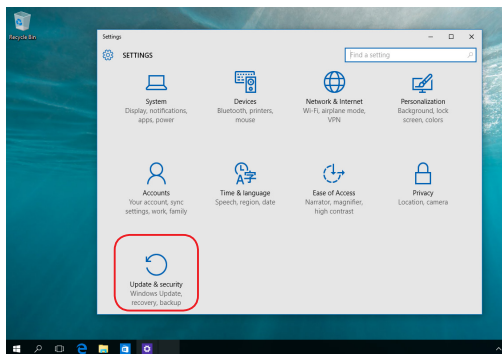 Recycle Bin
Settings
SETTINGS
Find a setting
System
Display, notifications,
apps, power
Devices
Bluetooth, printers,
mouse
Network & Internet
Wi-Fi, airplane mode,
VPN
Personalization
Background, lock
screen, colors
Accounts
Your account, sync
settings, work, family
Time & language
Speech, region, date
Ease of Access
Narrator, magnifier,
high contrast
Privacy
Location, camera
Update & security
Windows Update,
recovery, backup